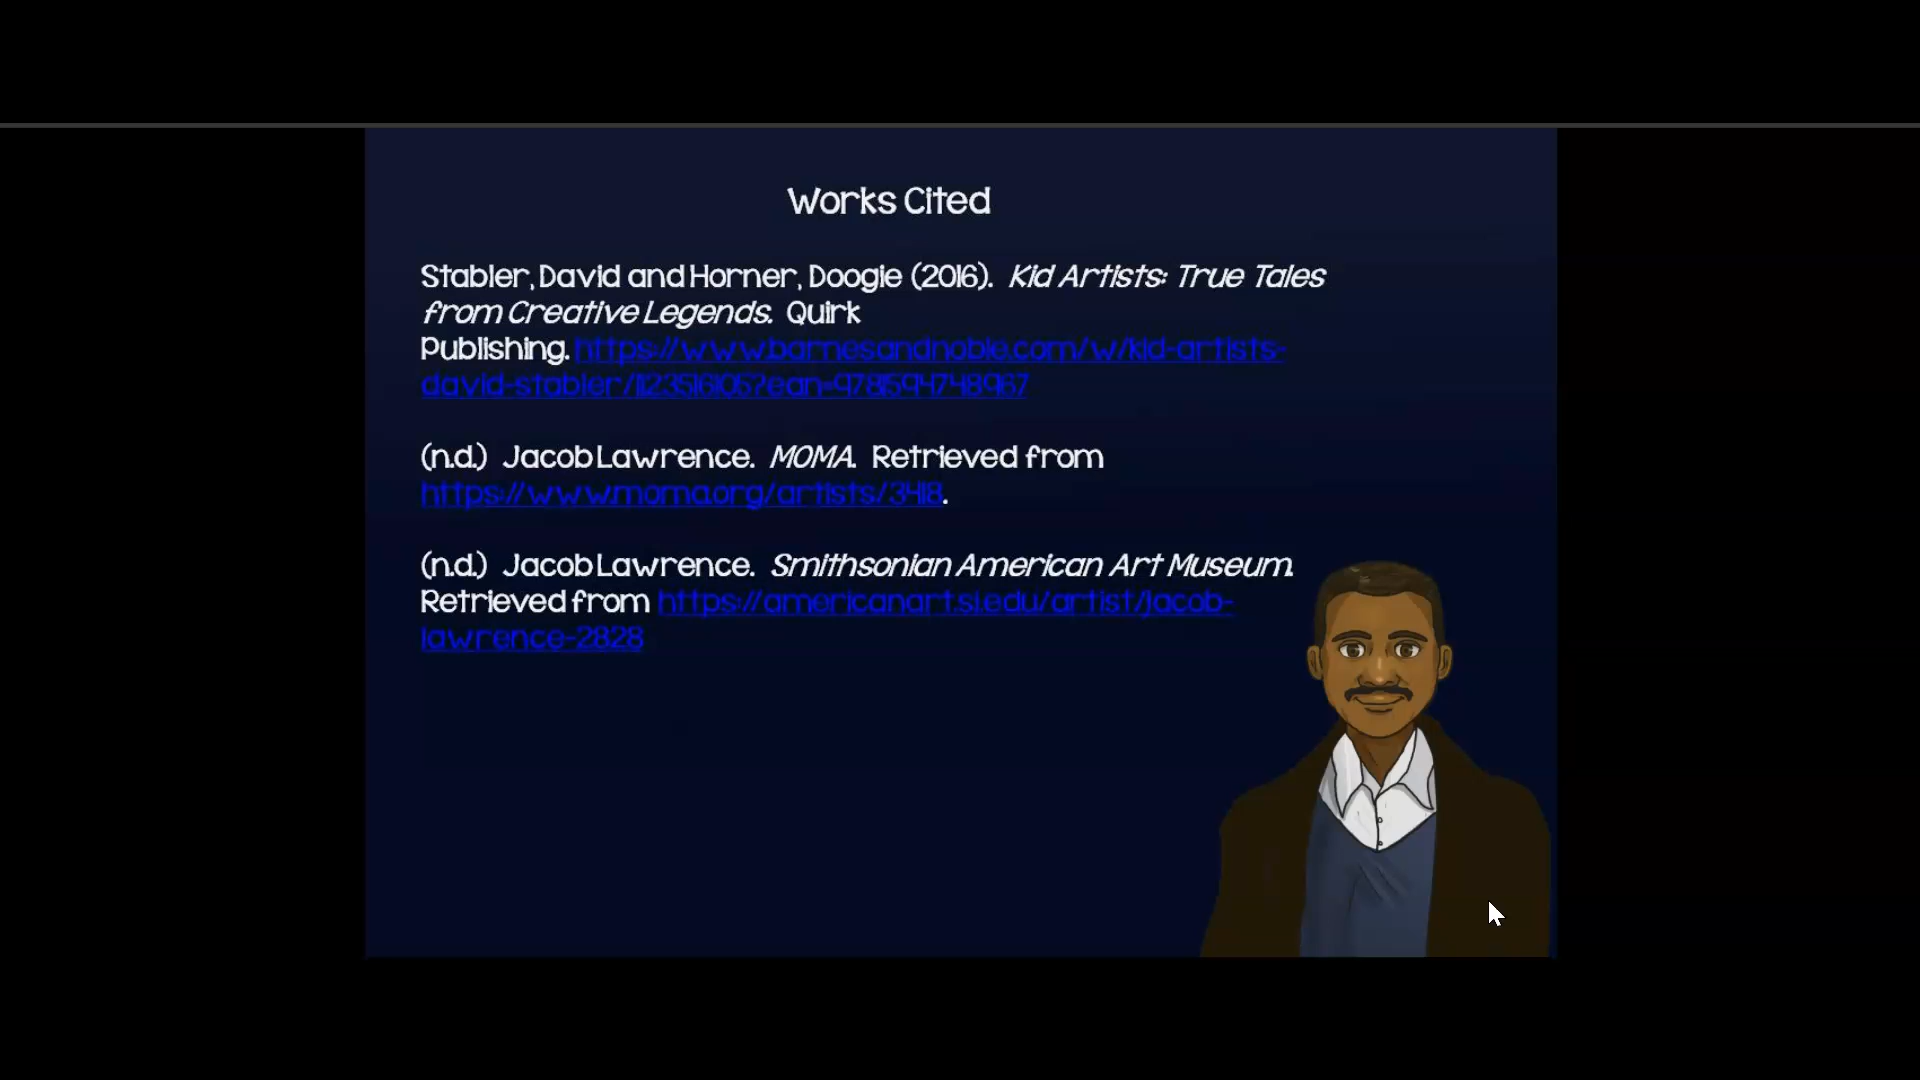 Works Cited
Stabler, David and Horner, Doogie (2016). Kid Artists: True Tales
from Creative Legends. Quirk
Publishing. https://www.barnesandnoble.com/w/kid-artists-
david-stabler/1123516105?ean=9781594748967
(n.d.) Jacob Lawrence. MOMA. Retrieved from
https://www.moma.org/artists/3418.
(n.d.) Jacob Lawrence. Smithsonian American Art Museum.
Retrieved from https://americanart.si.edu/artist/jacob-
lawrence-2828